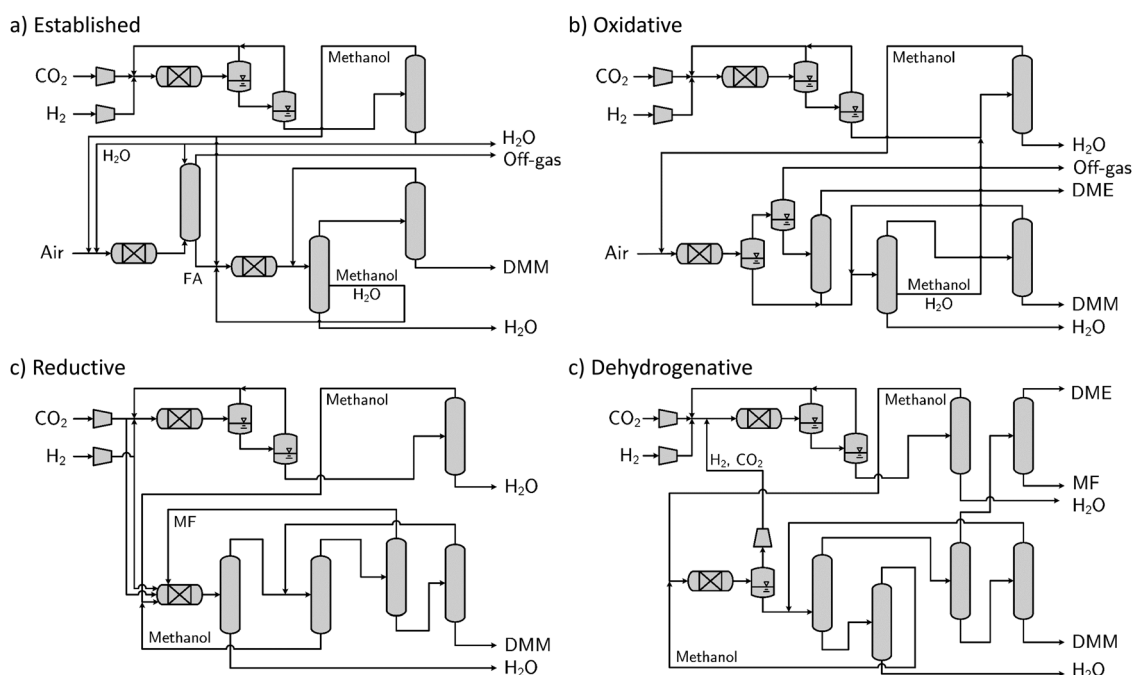 a) Established
Methanol
CO₂
H₂
H₂O
Off-gas
H₂O
Air
FA
Methanol
H₂O
DMM
H₂O
b) Oxidative
Methanol
CO₂
H₂
H₂O
Off-gas
DME
Air
Methanol
H₂O
DMM
H₂O
c) Reductive
Methanol
CO₂
H₂
H₂O
MF
Methanol
DMM
H₂O
c) Dehydrogenative
DME
Methanol
CO₂
H₂
H₂, CO₂
MF
H₂O
DMM
Methanol
H₂O